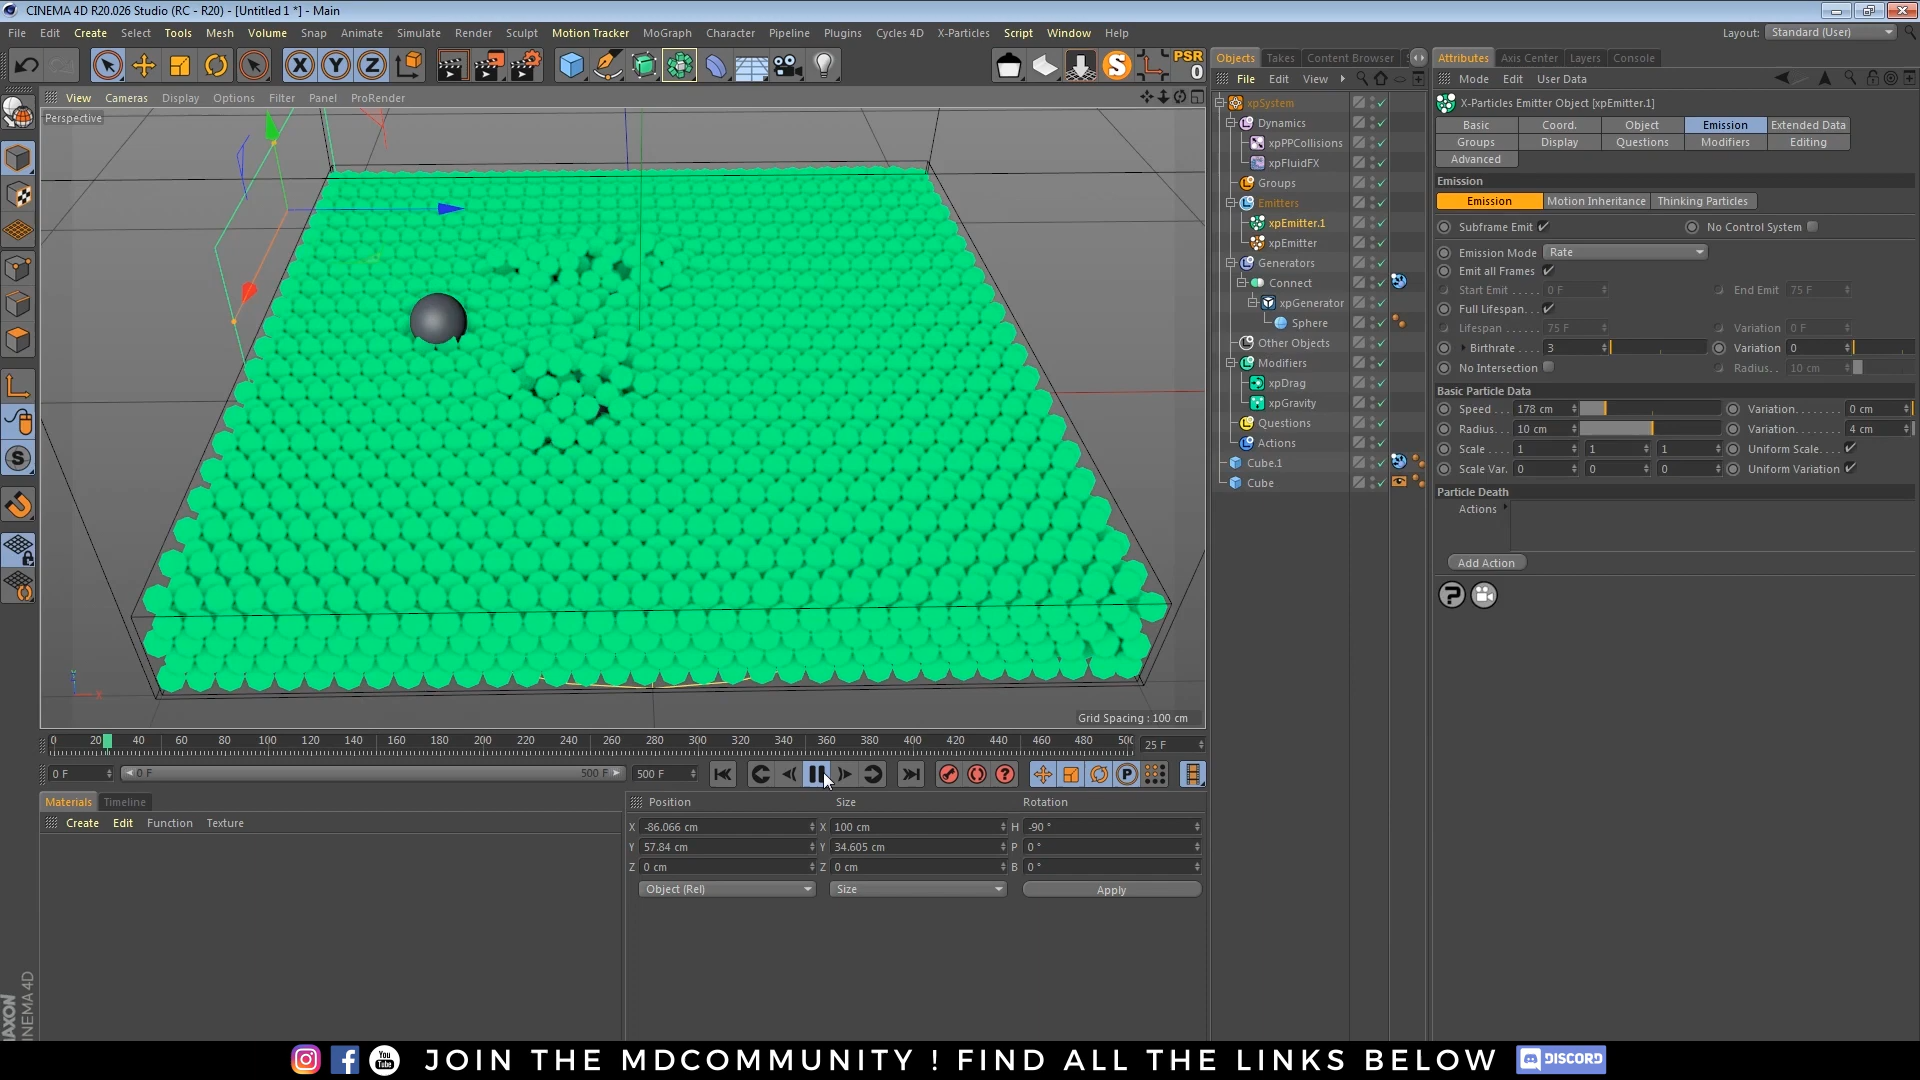 CINEMA 4D R20.026 Studio (RC - R20) - [Untitled 1 *] - Main
File Edit Create Select Tools Mesh Volume Snap Animate Simulate Render Sculpt Motion Tracker MoGraph Character Pipeline Plugins Cycles 4D X-Particles Script Window Help
Layout: Standard (User)
X Y Z
S
PSR
0
View Cameras Display Options Filter Panel ProRender
Perspective
Grid Spacing : 100 cm
0 20 40 60 80 100 120 140 160 180 200 220 240 260 280 300 320 340 360 380 400 420 440 460 480 500
25 F
0 F
0 F
500 F
500 F
P
Materials Timeline
Create Edit Function Texture
Position Size Rotation
X -86.066 cm X 100 cm H -90 °
Y 57.84 cm Y 34.605 cm P 0 °
Z 0 cm Z 0 cm B 0 °
Object (Rel) Size Apply
Objects Takes Content Browser
File Edit View
xpSystem
Dynamics
xpPPCollisions
xpFluidFX
Groups
Emitters
xpEmitter.1
xpEmitter
Generators
Connect
xpGenerator
Sphere
Other Objects
Modifiers
xpDrag
xpGravity
Questions
Actions
Cube.1
Cube
Attributes Axis Center Layers Console
Mode Edit User Data
X-Particles Emitter Object [xpEmitter.1]
Basic Coord. Object Emission Extended Data
Groups Display Questions Modifiers Editing
Advanced
Emission
Emission Motion Inheritance Thinking Particles
Subframe Emit No Control System
Emission Mode Rate
Emit all Frames
Start Emit 0 F End Emit 75 F
Full Lifespan. . . .
Lifespan . . . . . 75 F Variation 0 F
Birthrate . . . . 3 Variation 0
No Intersection Radius. . 10 cm
Basic Particle Data
Speed . . . 178 cm Variation. . . . . . . . 0 cm
Radius. . . 10 cm Variation. . . . . . . . 4 cm
Scale . . . 1 1 1 Uniform Scale. . . .
Scale Var. 0 0 0 Uniform Variation
Particle Death
Actions
Add Action
?
MAXON
CINEMA 4D
You
Tube
JOIN THE MDCOMMUNITY ! FIND ALL THE LINKS BELOW
DISCORD